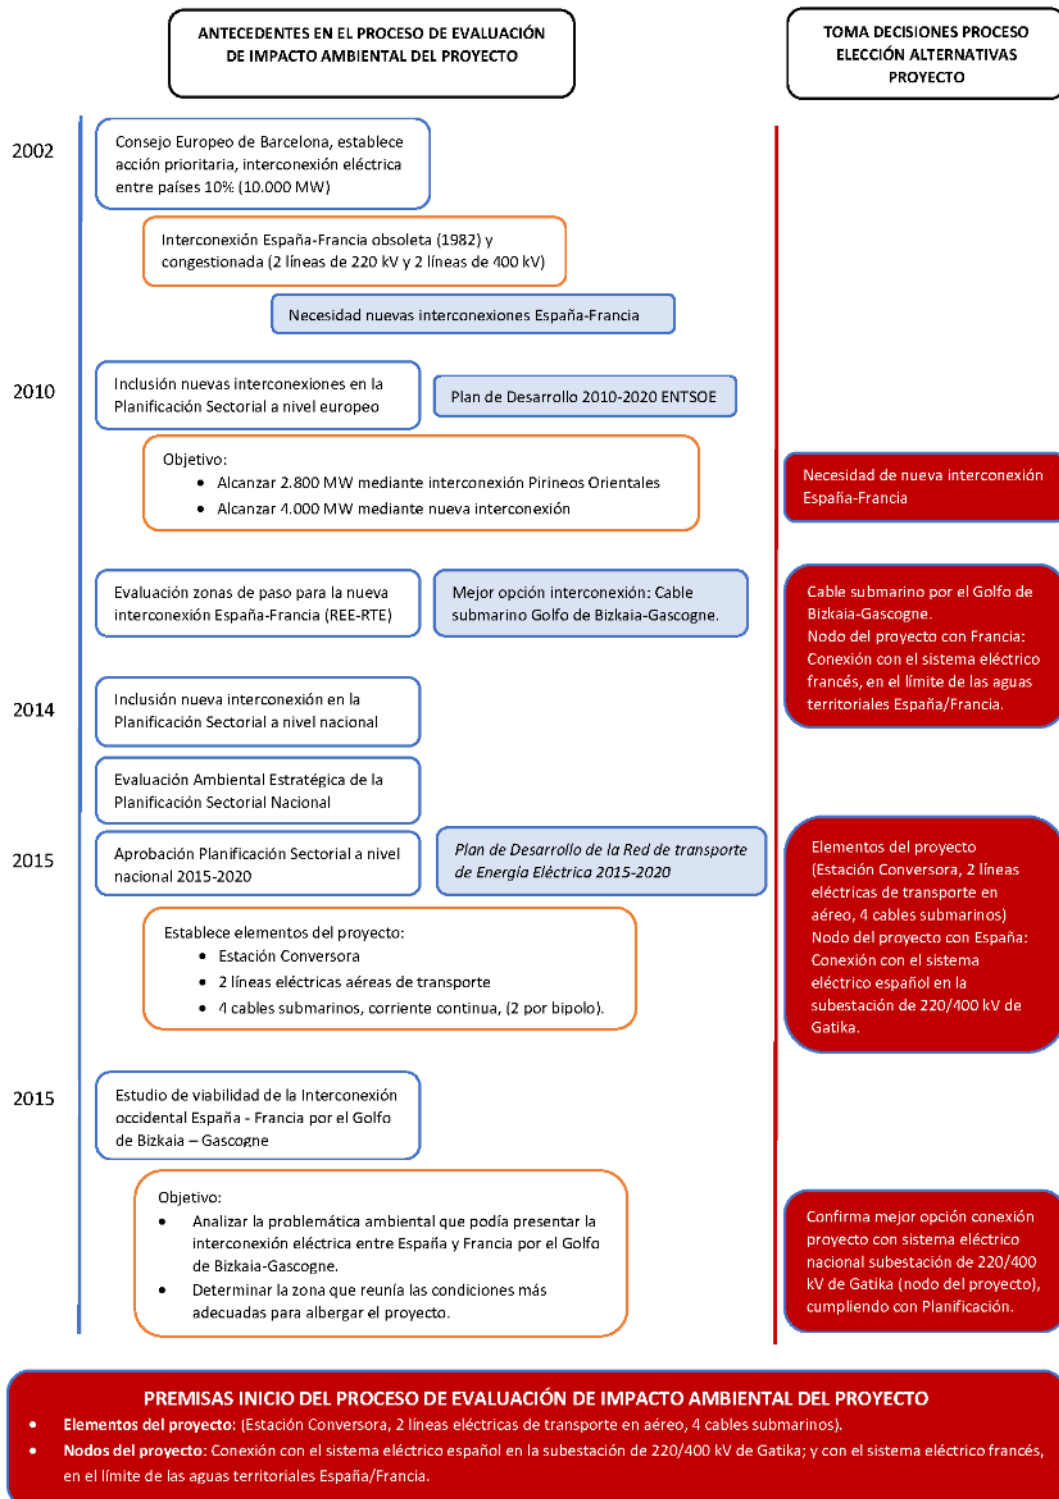 ANTECEDENTES EN EL PROCESO DE EVALUACIÓN
DE IMPACTO AMBIENTAL DEL PROYECTO
TOMA DECISIONES PROCESO
ELECCIÓN ALTERNATIVAS
PROYECTO
2002
Consejo Europeo de Barcelona, establece
acción prioritaria, interconexión eléctrica
entre países 10% (10.000 MW)
Interconexión España-Francia obsoleta (1982) y
congestionada (2 líneas de 220 kV y 2 líneas de 400 kV)
Necesidad nuevas interconexiones España-Francia
2010
Inclusión nuevas interconexiones en la
Planificación Sectorial a nivel europeo
Plan de Desarrollo 2010-2020 ENTSOE
Objetivo:
• Alcanzar 2.800 MW mediante interconexión Pirineos Orientales
• Alcanzar 4.000 MW mediante nueva interconexión
Necesidad de nueva interconexión
España-Francia
Evaluación zonas de paso para la nueva
interconexión España-Francia (REE-RTE)
Mejor opción interconexión: Cable
submarino Golfo de Bizkaia-Gascogne.
Cable submarino por el Golfo de
Bizkaia-Gascogne.
Nodo del proyecto con Francia:
Conexión con el sistema eléctrico
francés, en el límite de las aguas
territoriales España/Francia.
2014
Inclusión nueva interconexión en la
Planificación Sectorial a nivel nacional
Evaluación Ambiental Estratégica de la
Planificación Sectorial Nacional
2015
Aprobación Planificación Sectorial a nivel
nacional 2015-2020
Plan de Desarrollo de la Red de transporte
de Energía Eléctrica 2015-2020
Establece elementos del proyecto:
• Estación Conversora
• 2 líneas eléctricas aéreas de transporte
• 4 cables submarinos, corriente continua, (2 por bipolo).
Elementos del proyecto
(Estación Conversora, 2 líneas
eléctricas de transporte en
aéreo, 4 cables submarinos)
Nodo del proyecto con España:
Conexión con el sistema
eléctrico español en la
subestación de 220/400 kV de
Gatika.
2015
Estudio de viabilidad de la Interconexión
occidental España - Francia por el Golfo
de Bizkaia – Gascogne
Objetivo:
• Analizar la problemática ambiental que podía presentar la
interconexión eléctrica entre España y Francia por el Golfo
de Bizkaia-Gascogne.
• Determinar la zona que reunía las condiciones más
adecuadas para albergar el proyecto.
Confirma mejor opción conexión
proyecto con sistema eléctrico
nacional subestación de 220/400
kV de Gatika (nodo del proyecto),
cumpliendo con Planificación.
PREMISAS INICIO DEL PROCESO DE EVALUACIÓN DE IMPACTO AMBIENTAL DEL PROYECTO
• Elementos del proyecto: (Estación Conversora, 2 líneas eléctricas de transporte en aéreo, 4 cables submarinos).
• Nodos del proyecto: Conexión con el sistema eléctrico español en la subestación de 220/400 kV de Gatika; y con el sistema eléctrico francés,
en el límite de las aguas territoriales España/Francia.